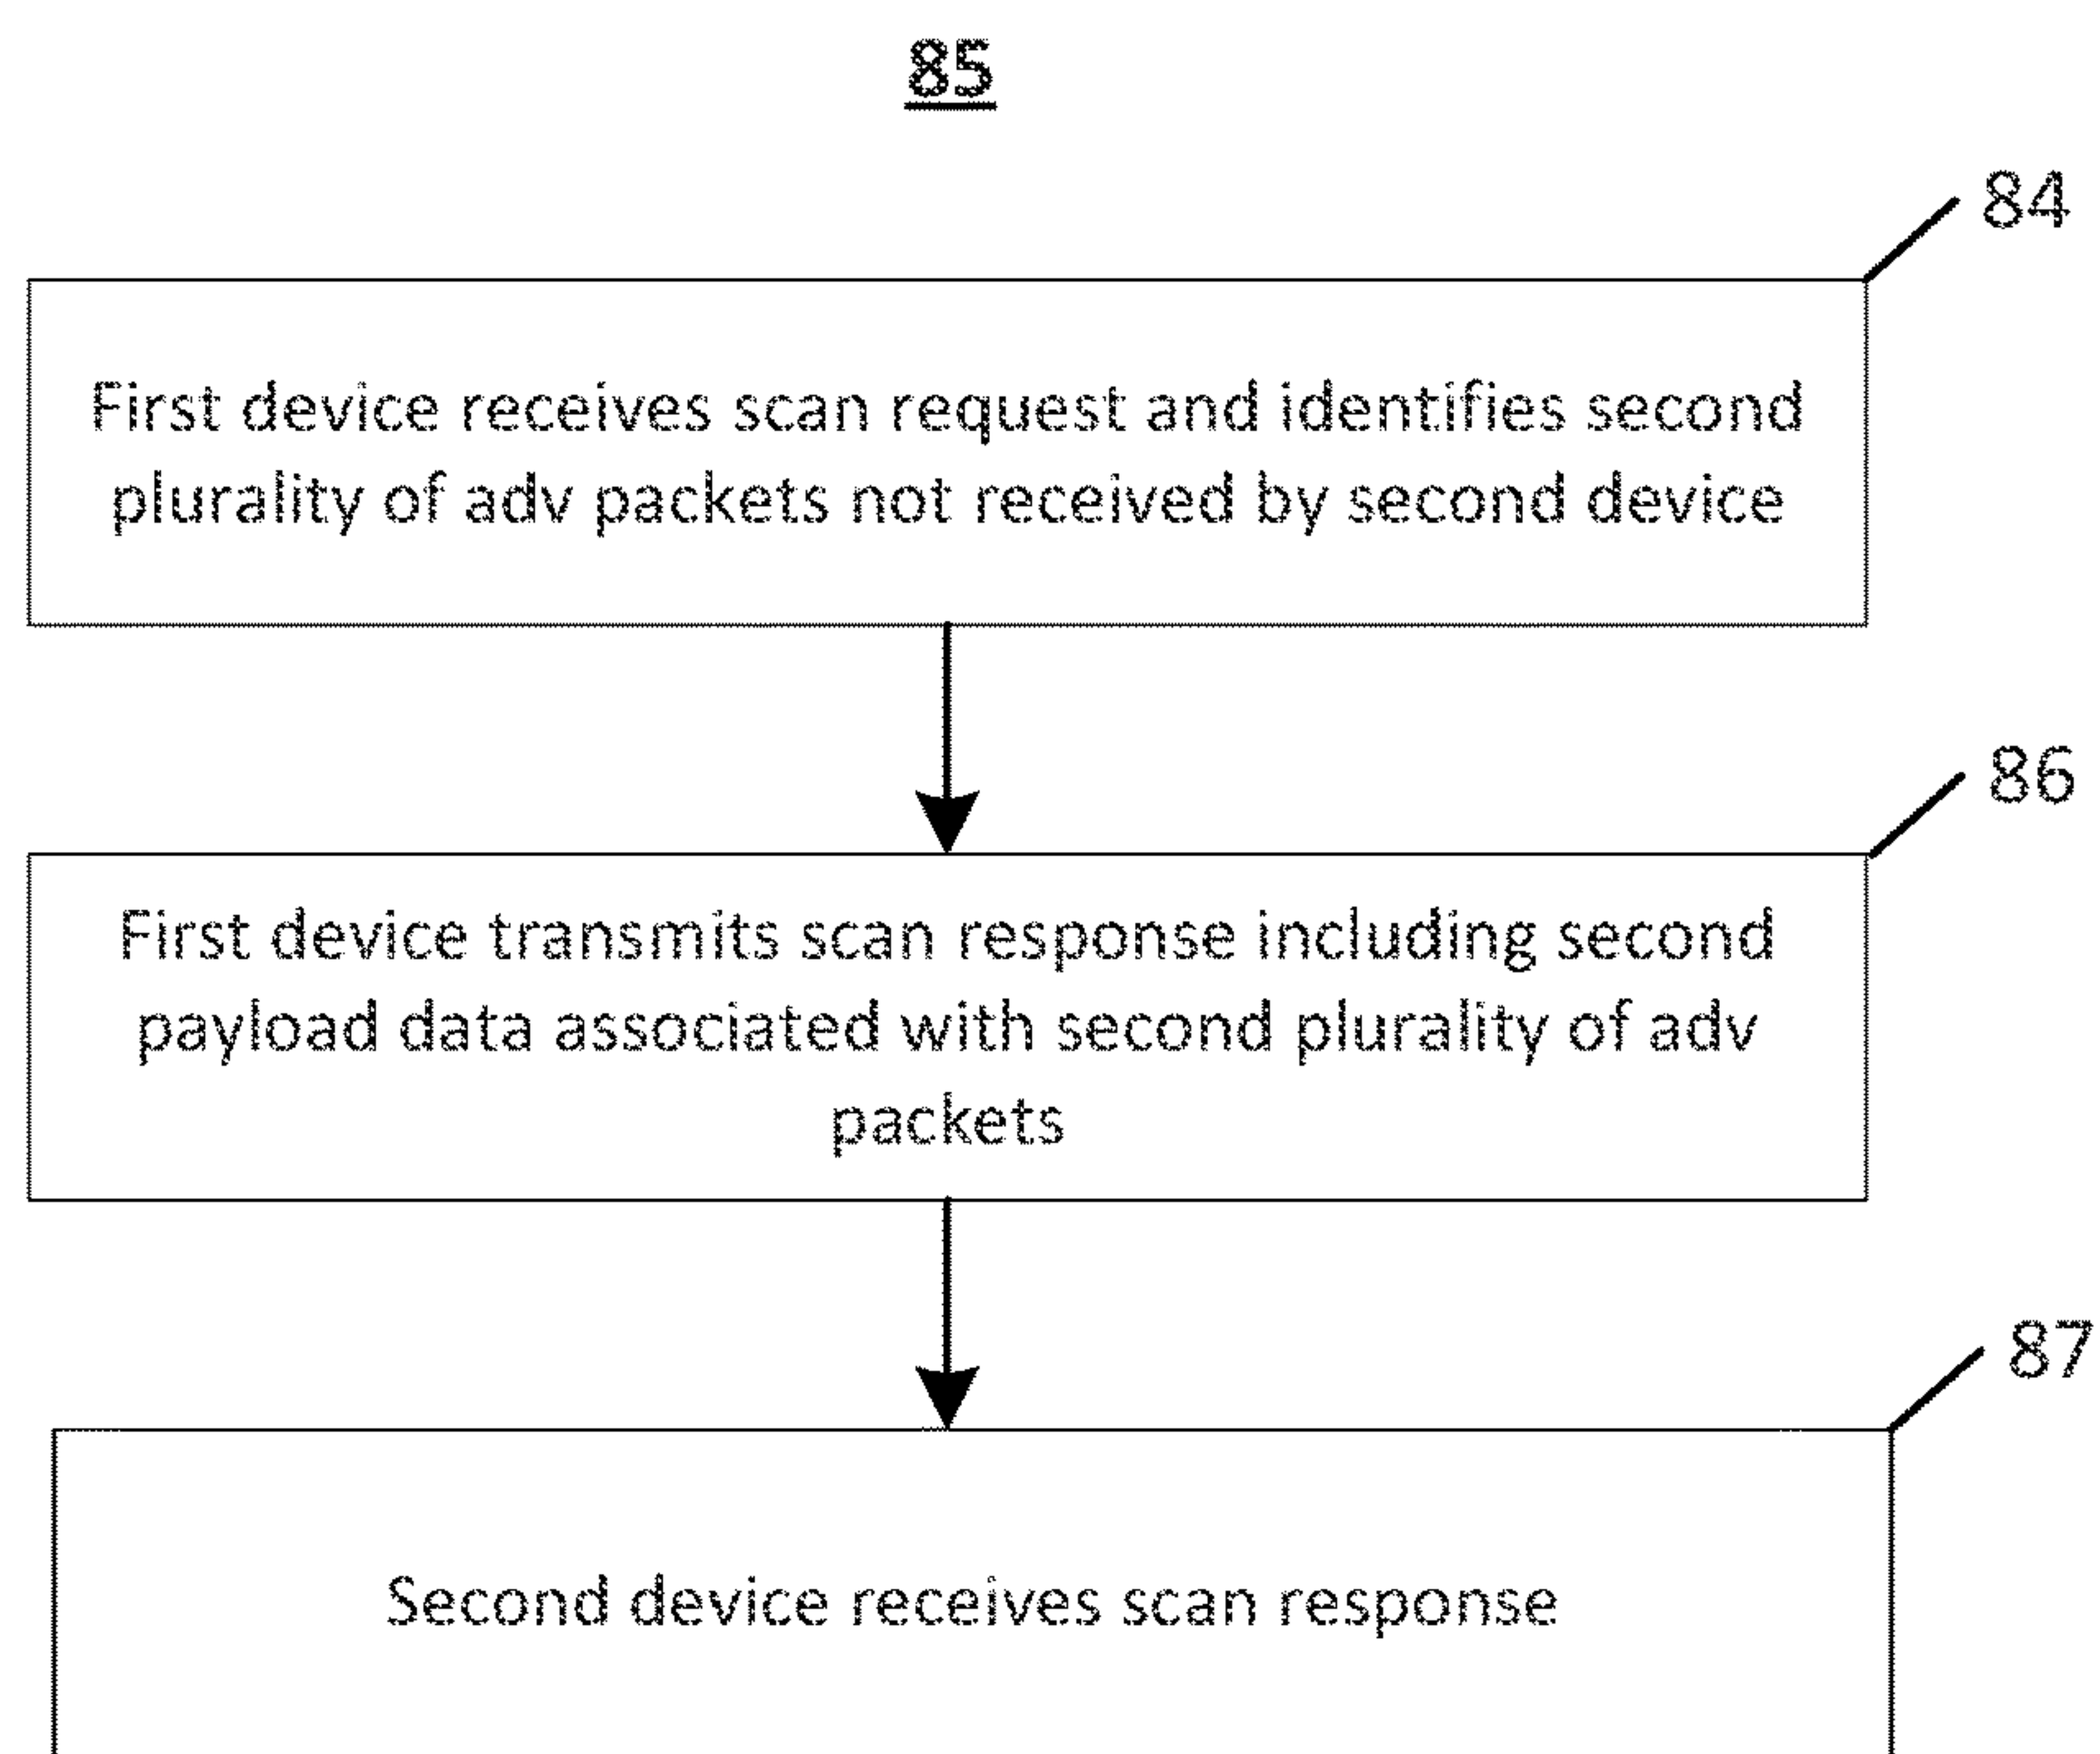 85
84
First device receives scan request and identifies second
plurality of adv packets not received by second device
86
First device transmits scan response including second
payload data associated with second plurality of adv
packets
87
Second device receives scan response